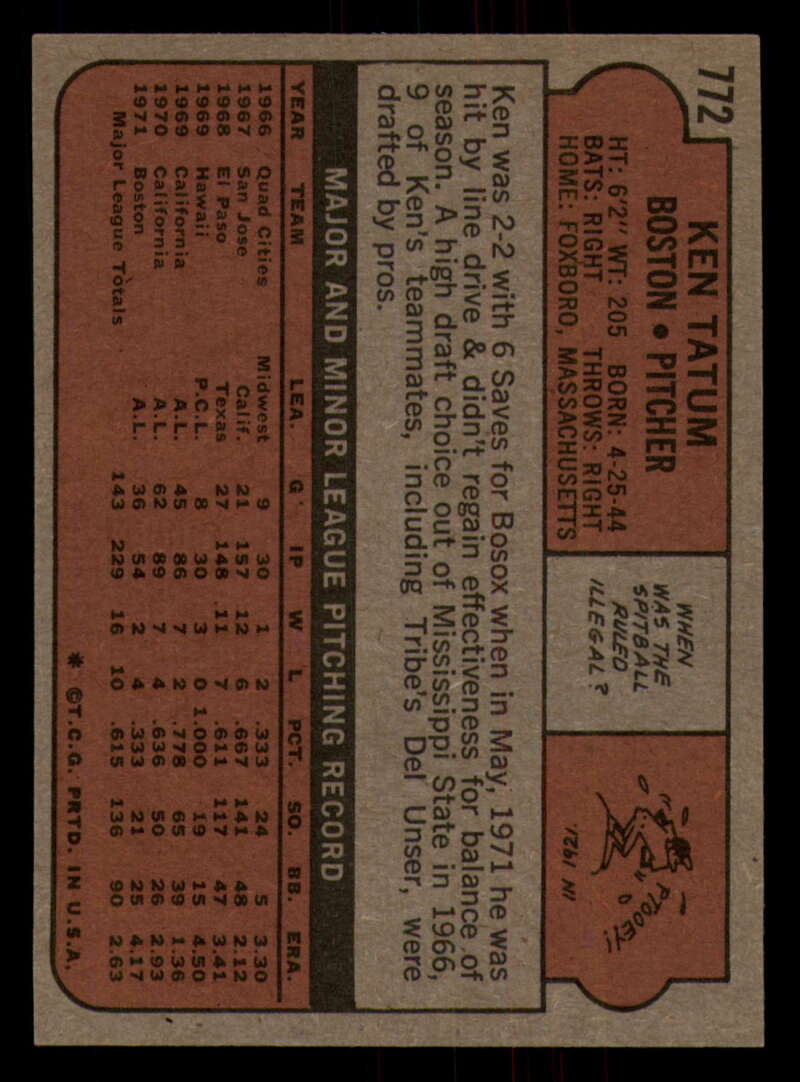 772
KEN TATUM
BOSTON • PITCHER
HT: 6'2" WT: 205 BORN: 4-25-44
BATS: RIGHT THROWS: RIGHT
HOME: FOXBORO, MASSACHUSETTS
WHEN
WAS THE
SPITBALL
RULED
ILLEGAL?
PTOOEY!
IN 1921.
Ken was 2-2 with 6 Saves for Bosox when in May, 1971 he was
hit by line drive & didn't regain effectiveness for balance of
season. A high draft choice out of Mississippi State in 1966,
9 of Ken's teammates, including Tribe's Del Unser, were
drafted by pros.
MAJOR AND MINOR LEAGUE PITCHING RECORD
YEAR TEAM LEA. G IP W L PCT. SO. BB. ERA.
1966 Quad Cities Midwest 9 30 1 2 .333 24 5 3.30
1967 San Jose Calif. 21 157 12 6 .667 141 48 2.12
1968 El Paso Texas 27 148 11 7 .611 117 47 3.41
1969 Hawaii P.C.L. 8 30 3 0 1.000 19 15 4.50
1969 California A.L. 45 86 7 2 .778 65 39 1.36
1970 California A.L. 62 89 7 4 .636 50 26 2.93
1971 Boston A.L. 36 54 2 4 .333 21 25 4.17
Major League Totals 143 229 16 10 .615 136 90 2.63
* ©T.C.G. PRTD. IN U.S.A.